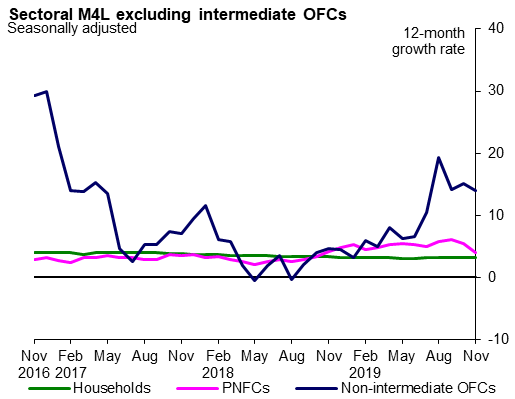 Sectoral M4L excluding intermediate OFCs
Seasonally adjusted
12-month
growth rate
40
30
20
10
0
-10
Nov Feb May Aug Nov Feb May Aug Nov Feb May Aug Nov
2016 2017 2018 2019
Households PNFCs Non-intermediate OFCs